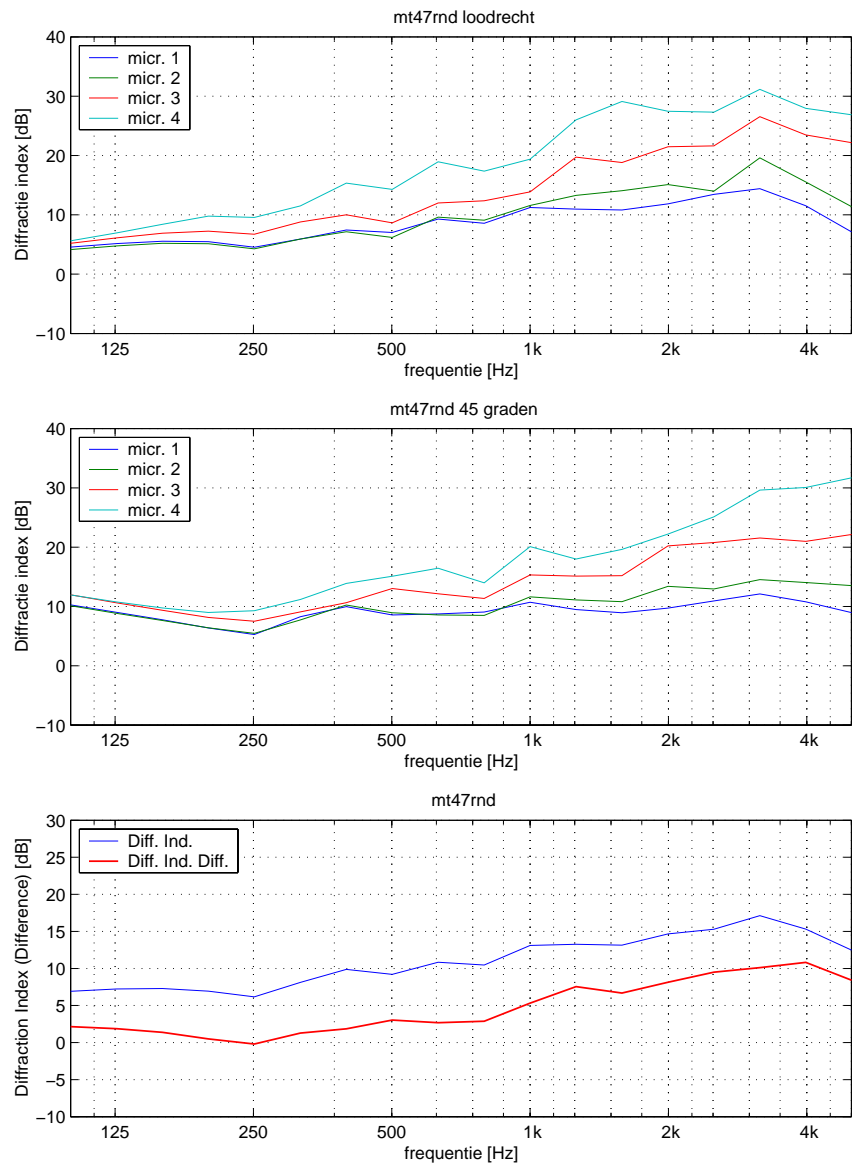 mt47rnd loodrecht
40
30
20
10
0
−10
Diffractie index [dB]
micr. 1
micr. 2
micr. 3
micr. 4
125 250 500 1k 2k 4k
frequentie [Hz]
mt47rnd 45 graden
40
30
20
10
0
−10
Diffractie index [dB]
micr. 1
micr. 2
micr. 3
micr. 4
125 250 500 1k 2k 4k
frequentie [Hz]
mt47rnd
30
25
20
15
10
5
0
−5
−10
Diffraction Index (Difference) [dB]
Diff. Ind.
Diff. Ind. Diff.
125 250 500 1k 2k 4k
frequentie [Hz]